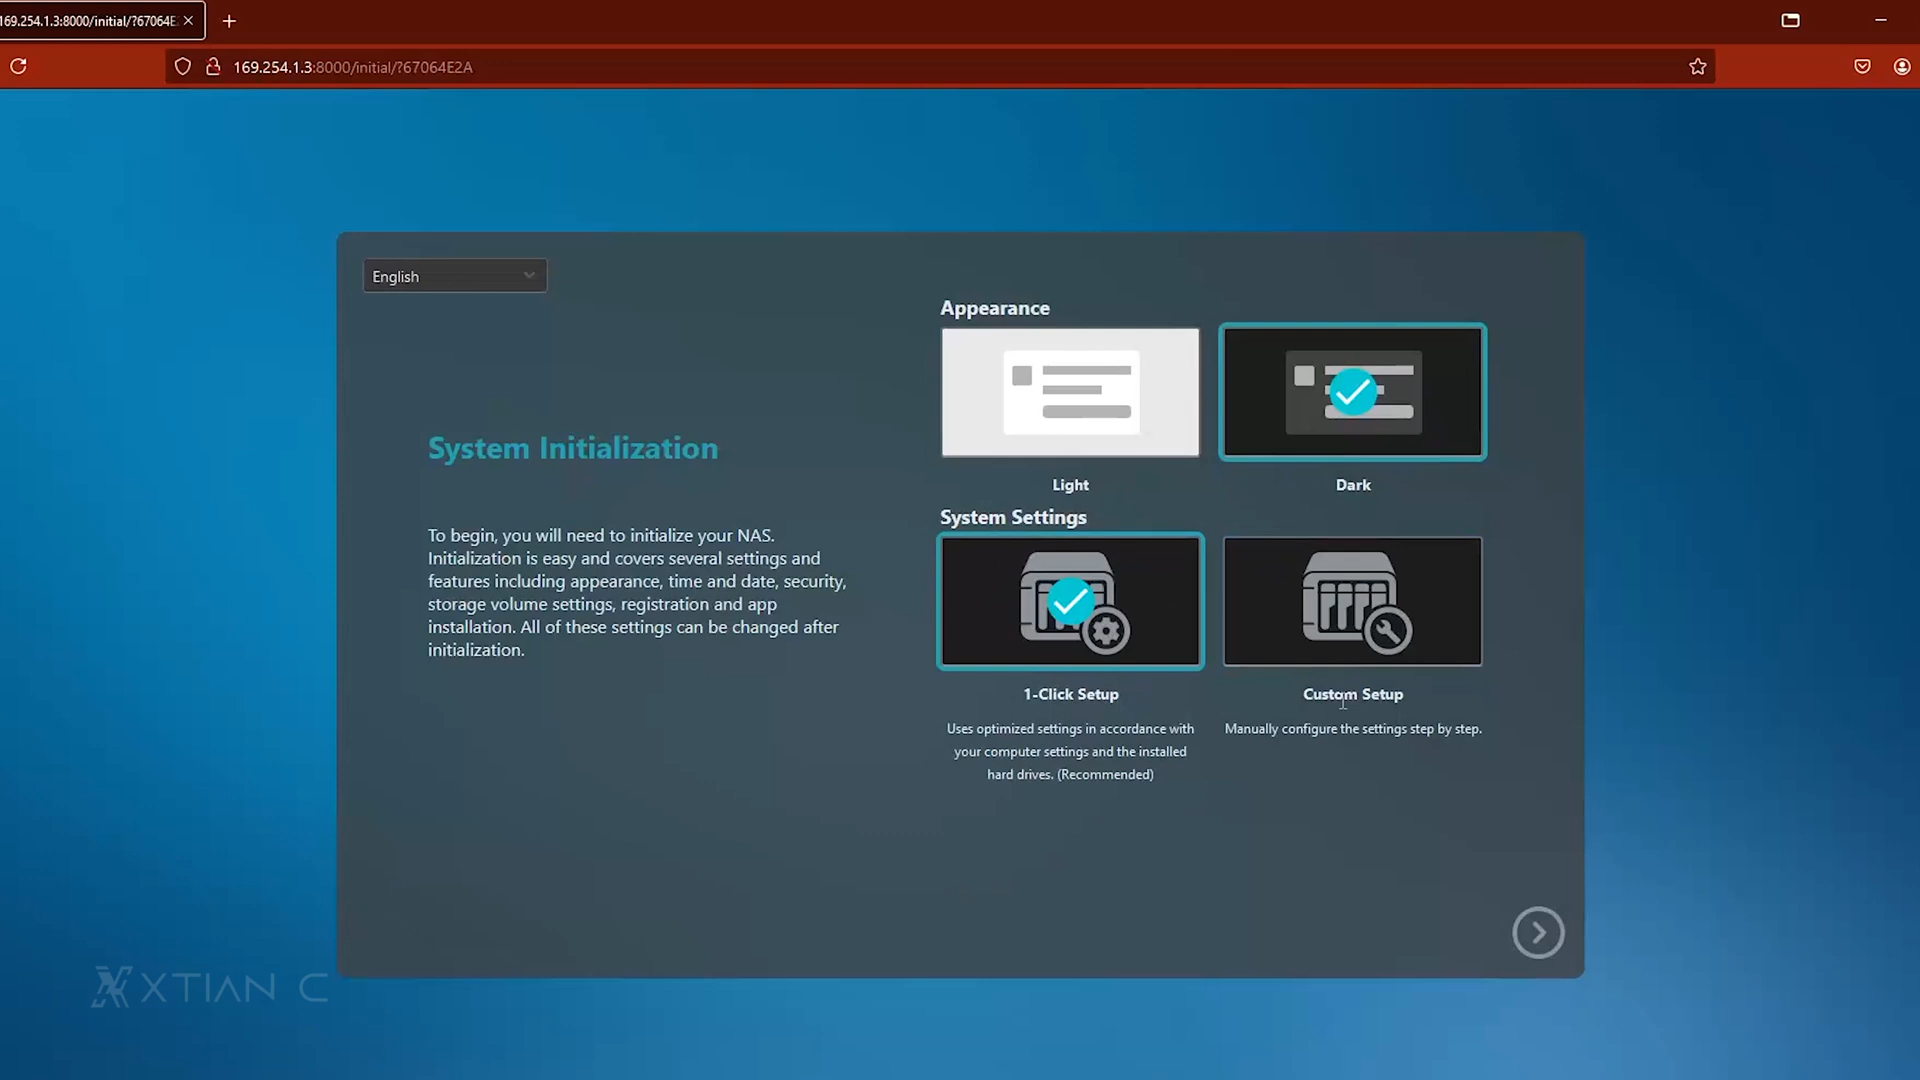 169.254.1.3:8000/initial/?67064E
169.254.1.3:8000/initial/?67064E2A
English
Appearance
Light
Dark
System Initialization
System Settings
To begin, you will need to initialize your NAS.
Initialization is easy and covers several settings and
features including appearance, time and date, security,
storage volume settings, registration and app
installation. All of these settings can be changed after
initialization.
1-Click Setup
Uses optimized settings in accordance with
your computer settings and the installed
hard drives. (Recommended)
Custom Setup
Manually configure the settings step by step.
XTIAN C